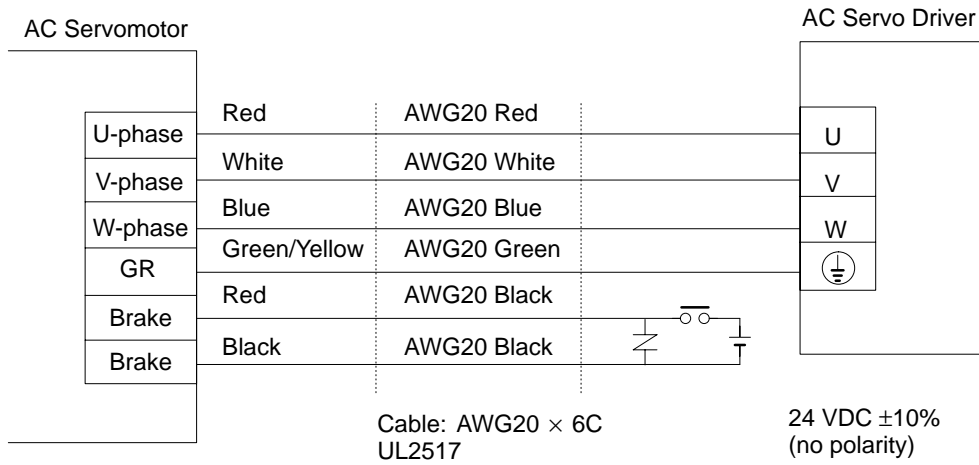 AC Servomotor
AC Servo Driver
U-phase
Red
AWG20 Red
U
V-phase
White
AWG20 White
V
W-phase
Blue
AWG20 Blue
W
GR
Green/Yellow
AWG20 Green
Brake
Red
AWG20 Black
Brake
Black
AWG20 Black
Cable: AWG20 × 6C
UL2517
24 VDC ±10%
(no polarity)